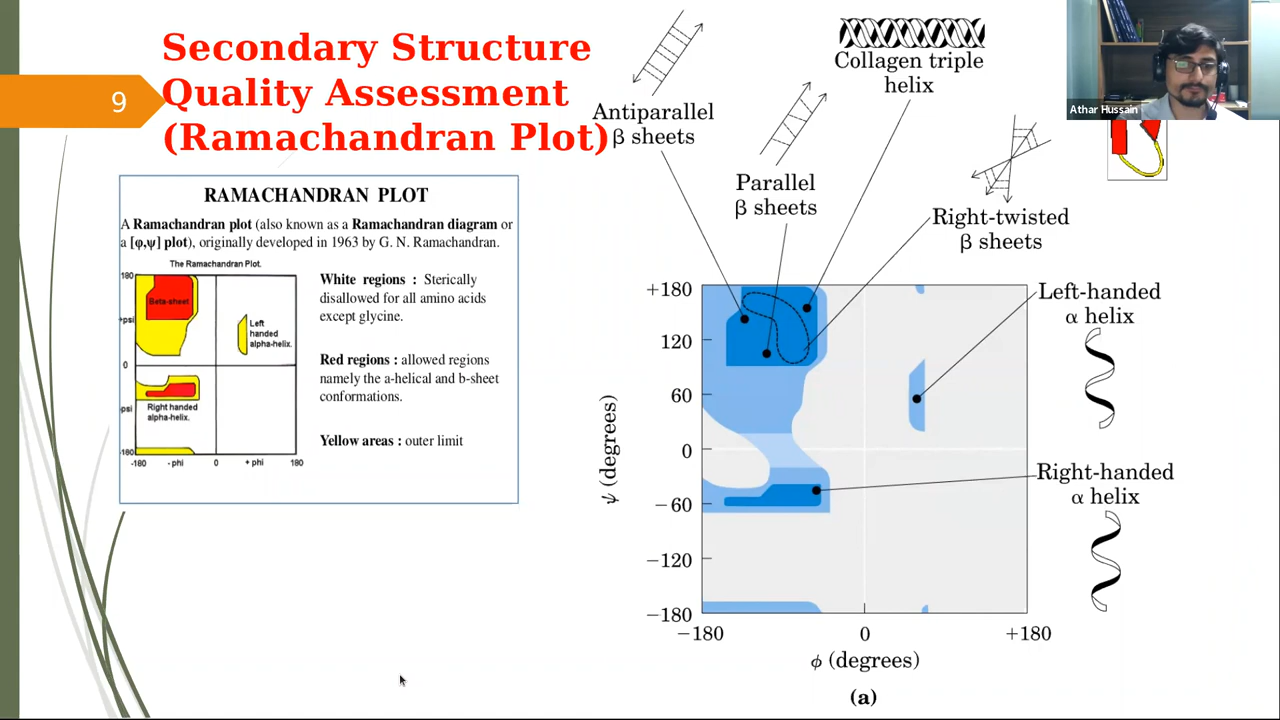 9
Secondary Structure
Quality Assessment
(Ramachandran Plot)
RAMACHANDRAN PLOT
A Ramachandran plot (also known as a Ramachandran diagram or
a [φ,ψ] plot), originally developed in 1963 by G. N. Ramachandran.
The Ramachandran Plot.
180
Beta-sheet
+psi
Left
handed
alpha-helix.
0
Right handed
alpha-helix.
-psi
-180
-180
- phi
0
+ phi
180
White regions : Sterically
disallowed for all amino acids
except glycine.
Red regions : allowed regions
namely the a-helical and b-sheet
conformations.
Yellow areas : outer limit
Antiparallel
β sheets
Parallel
β sheets
Collagen triple
helix
Right-twisted
β sheets
Athar Hussain
Left-handed
α helix
Right-handed
α helix
+180
120
60
0
−60
−120
−180
ψ (degrees)
−180
0
+180
ϕ (degrees)
(a)